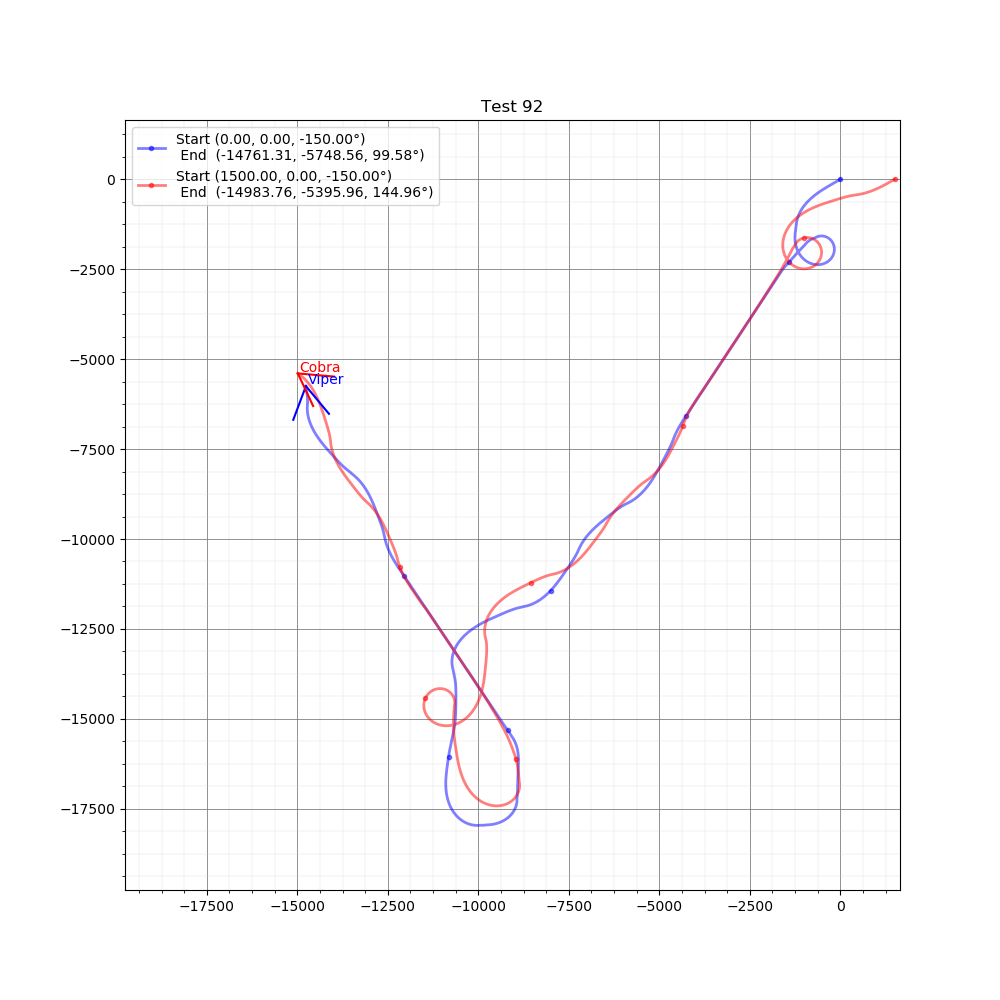 Test 92
Start (0.00, 0.00, -150.00°)
End  (-14761.31, -5748.56, 99.58°)
Start (1500.00, 0.00, -150.00°)
End  (-14983.76, -5395.96, 144.96°)
0
−2500
−5000
Cobra
Viper
−7500
−10000
−12500
−15000
−17500
−17500 −15000 −12500 −10000 −7500 −5000 −2500 0